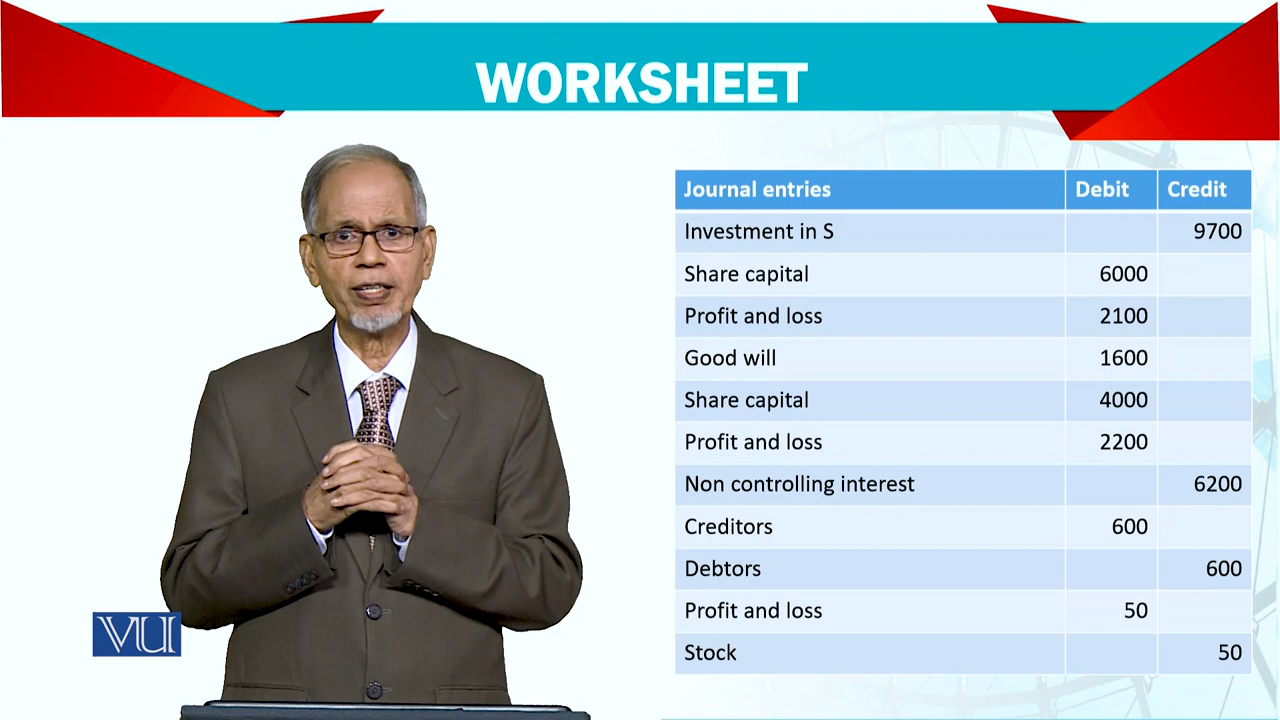 WORKSHEET
Journal entries Debit Credit
Investment in S 9700
Share capital 6000
Profit and loss 2100
Good will 1600
Share capital 4000
Profit and loss 2200
Non controlling interest 6200
Creditors 600
Debtors 600
Profit and loss 50
Stock 50
VU